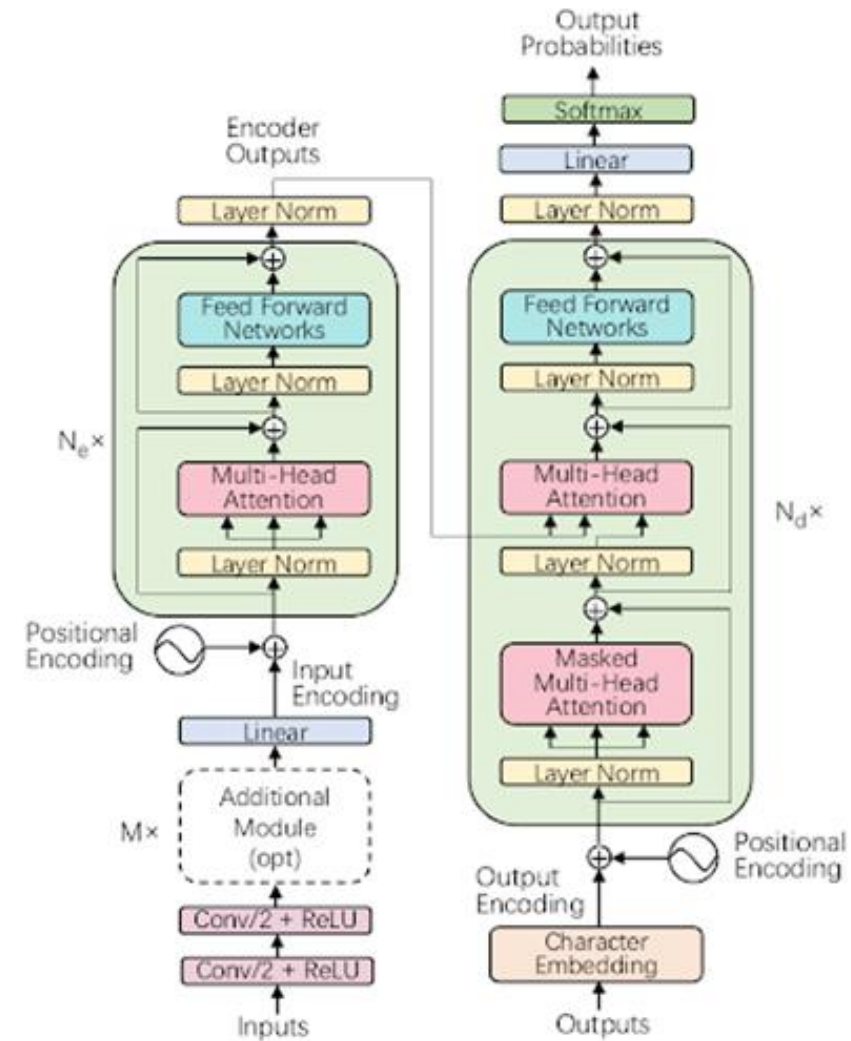 Output
Probabilities
Softmax
Linear
Layer Norm
Feed Forward
Networks
Layer Norm
Multi-Head
Attention
N_d×
Layer Norm
Masked
Multi-Head
Attention
Layer Norm
Positional
Encoding
Output
Encoding
Character
Embedding
Outputs
Encoder
Outputs
Layer Norm
Feed Forward
Networks
Layer Norm
N_e×
Multi-Head
Attention
Layer Norm
Positional
Encoding
Input
Encoding
Linear
Additional
Module
(opt)
M×
Conv/2 + ReLU
Conv/2 + ReLU
Inputs